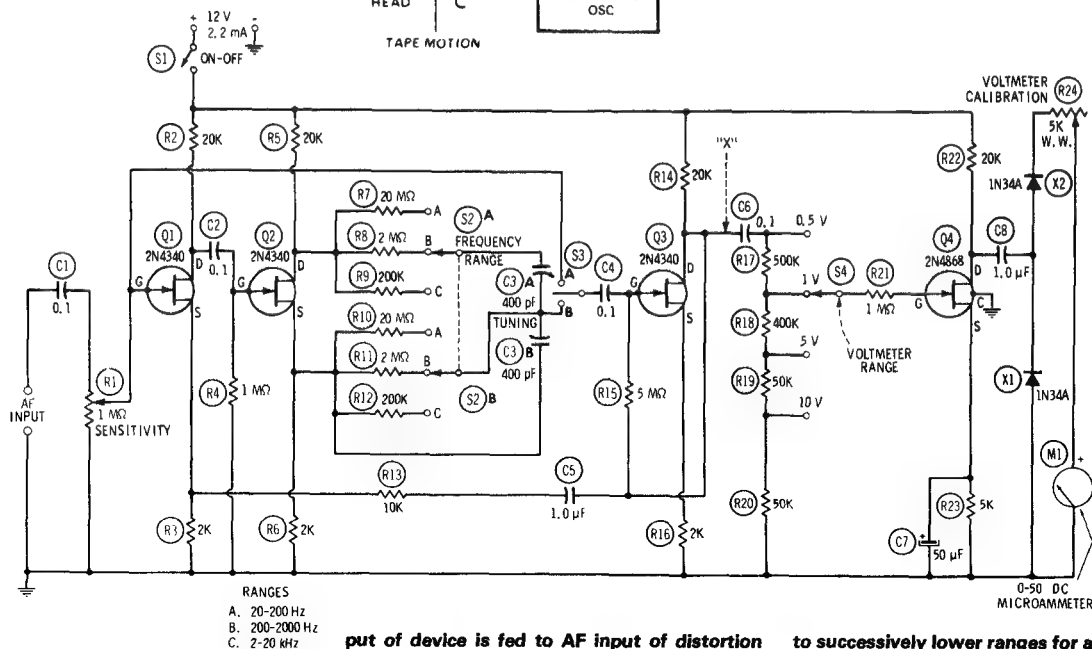 HEAD
C
OSC
TAPE MOTION
+ 12 V -
2.2 mA
S1
ON-OFF
VOLTMETER
CALIBRATION
R24
5K
W.W.
R2 20K
R5 20K
R14 20K
"X"
R22
20K
1N34A
X2
R7 20 MΩ
A
R8 2 MΩ
B
R9 200K
C
S2 A
FREQUENCY
RANGE
C3
A
400 pF
TUNING
C3 B
400 pF
S3
A
B
C4
0.1
Q1
2N4340
G
D
S
C2
0.1
Q2
2N4340
G
D
S
Q3
2N4340
G
D
S
C6
0.1
0.5 V
R17
500K
1 V
S4
R21
1 MΩ
Q4
2N4868
G
D
C
S
C8
1.0 µF
C1
0.1
R10
20 MΩ
A
R11 2 MΩ
B
R12 200K
C
S2 B
R18
400K
5 V
VOLTMETER
RANGE
R19 50K
10 V
X1
1N34A
R1
AF
INPUT
1 MΩ
SENSITIVITY
R4 1 MΩ
R15 5 MΩ
R13
10K
C5
1.0 µF
M1
+
R3 2K
R6 2K
R16 2K
R20 50K
C7
+
50 µF
R23 5K
0-50 DC
MICROAMMETER
RANGES
A. 20-200 Hz
B. 200-2000 Hz
C. 2-20 kHz
put of device is fed to AF input of distortion
to successively lower ranges for a